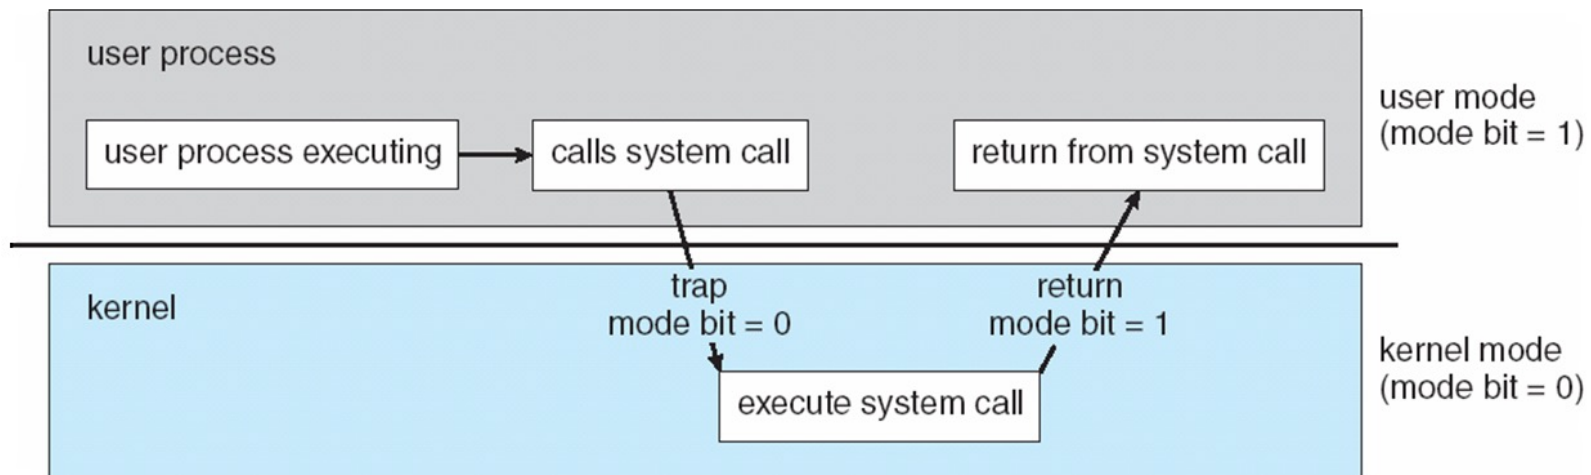 user process
user process executing
calls system call
return from system call
user mode
(mode bit = 1)
kernel
trap
mode bit = 0
return
mode bit = 1
execute system call
kernel mode
(mode bit = 0)